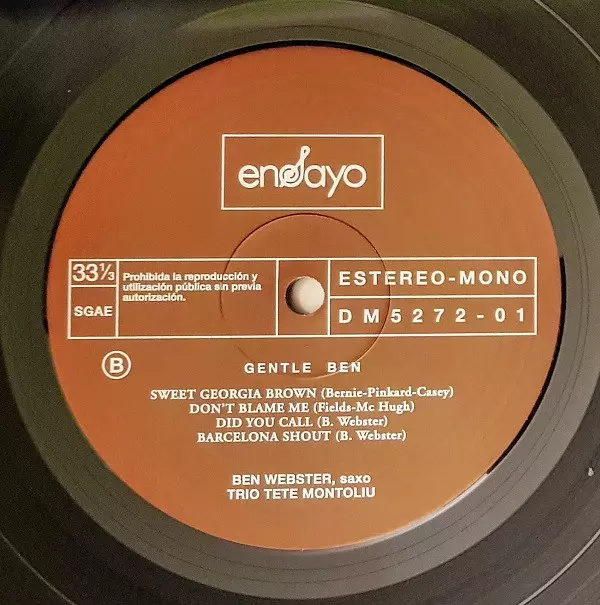 ensayo
33⅓
SGAE
Prohibida la reproducción y
utilización pública sin previa
autorización.
ESTEREO-MONO
DM5272-01
B
GENTLE BEN
SWEET GEORGIA BROWN (Bernie-Pinkard-Casey)
DON'T BLAME ME (Fields-Mc Hugh)
DID YOU CALL (B. Webster)
BARCELONA SHOUT (B. Webster)
BEN WEBSTER, saxo
TRIO TETE MONTOLIU